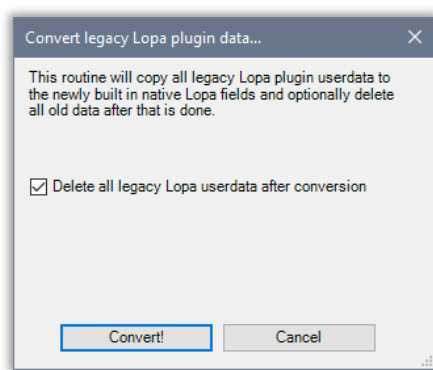 Convert legacy Lopa plugin data...
This routine will copy all legacy Lopa plugin userdata to
the newly built in native Lopa fields and optionally delete
all old data after that is done.
Delete all legacy Lopa userdata after conversion
Convert!
Cancel